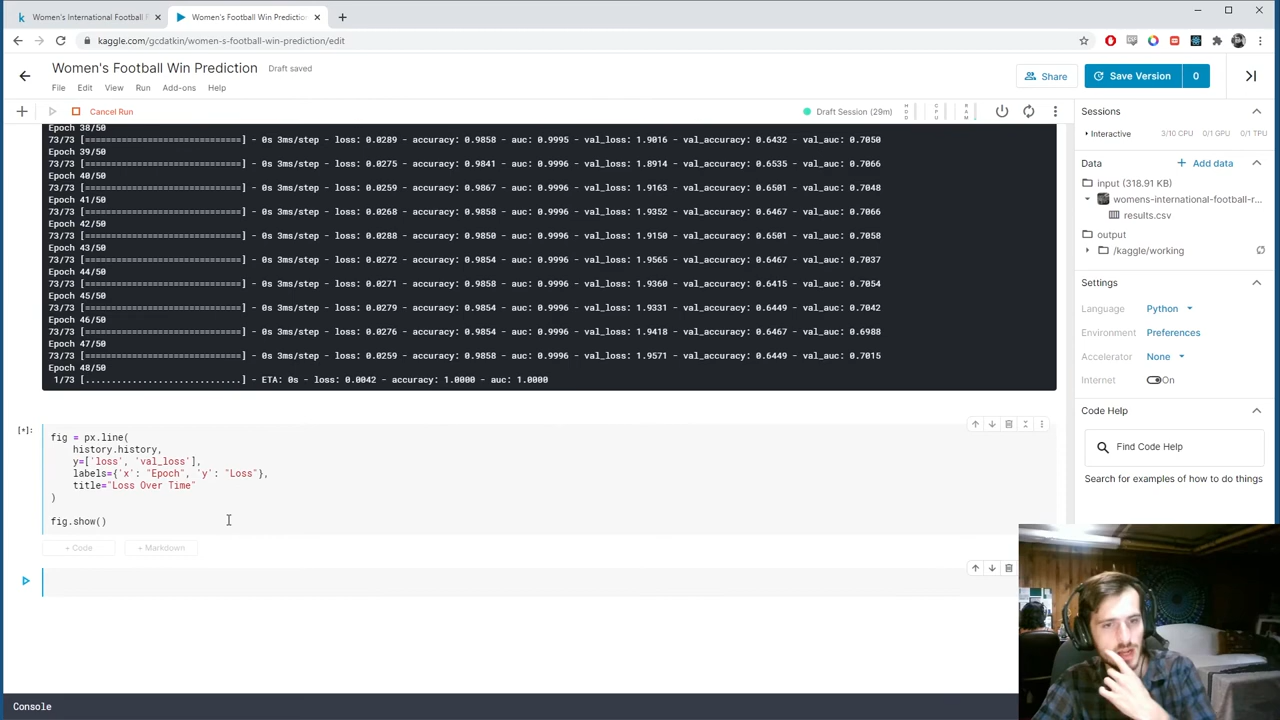 Women's International Football R
Women's Football Win Prediction
kaggle.com/gcdatkin/women-s-football-win-prediction/edit
Women's Football Win Prediction
Draft saved
Share
Save Version
0
File
Edit
View
Run
Add-ons
Help
Cancel Run
Draft Session (29m)
HDD
CPU
RAM
Epoch 38/50
73/73 [==============================] - 0s 3ms/step - loss: 0.0289 - accuracy: 0.9858 - auc: 0.9995 - val_loss: 1.9016 - val_accuracy: 0.6432 - val_auc: 0.7050
Epoch 39/50
73/73 [==============================] - 0s 3ms/step - loss: 0.0275 - accuracy: 0.9841 - auc: 0.9996 - val_loss: 1.8914 - val_accuracy: 0.6535 - val_auc: 0.7066
Epoch 40/50
73/73 [==============================] - 0s 3ms/step - loss: 0.0259 - accuracy: 0.9867 - auc: 0.9996 - val_loss: 1.9163 - val_accuracy: 0.6501 - val_auc: 0.7048
Epoch 41/50
73/73 [==============================] - 0s 3ms/step - loss: 0.0268 - accuracy: 0.9858 - auc: 0.9996 - val_loss: 1.9352 - val_accuracy: 0.6467 - val_auc: 0.7066
Epoch 42/50
73/73 [==============================] - 0s 3ms/step - loss: 0.0288 - accuracy: 0.9850 - auc: 0.9996 - val_loss: 1.9150 - val_accuracy: 0.6501 - val_auc: 0.7058
Epoch 43/50
73/73 [==============================] - 0s 3ms/step - loss: 0.0272 - accuracy: 0.9854 - auc: 0.9996 - val_loss: 1.9565 - val_accuracy: 0.6467 - val_auc: 0.7037
Epoch 44/50
73/73 [==============================] - 0s 3ms/step - loss: 0.0271 - accuracy: 0.9858 - auc: 0.9996 - val_loss: 1.9360 - val_accuracy: 0.6415 - val_auc: 0.7054
Epoch 45/50
73/73 [==============================] - 0s 3ms/step - loss: 0.0279 - accuracy: 0.9854 - auc: 0.9996 - val_loss: 1.9331 - val_accuracy: 0.6449 - val_auc: 0.7042
Epoch 46/50
73/73 [==============================] - 0s 3ms/step - loss: 0.0276 - accuracy: 0.9854 - auc: 0.9996 - val_loss: 1.9418 - val_accuracy: 0.6467 - val_auc: 0.6988
Epoch 47/50
73/73 [==============================] - 0s 3ms/step - loss: 0.0259 - accuracy: 0.9858 - auc: 0.9996 - val_loss: 1.9571 - val_accuracy: 0.6449 - val_auc: 0.7015
Epoch 48/50
1/73 [..............................] - ETA: 0s - loss: 0.0042 - accuracy: 1.0000 - auc: 1.0000
[*]:
fig = px.line(
history.history,
y=['loss', 'val_loss'],
labels={'x': "Epoch", 'y': "Loss"},
title="Loss Over Time"
)
fig.show()
+ Code
+ Markdown
Console
Sessions
Interactive
3/10 CPU 0/1 GPU 0/1 TPU
Data
+ Add data
input (318.91 KB)
womens-international-football-r...
results.csv
output
/kaggle/working
Settings
Language
Python
Environment
Preferences
Accelerator
None
Internet
On
Code Help
Find Code Help
Search for examples of how to do things